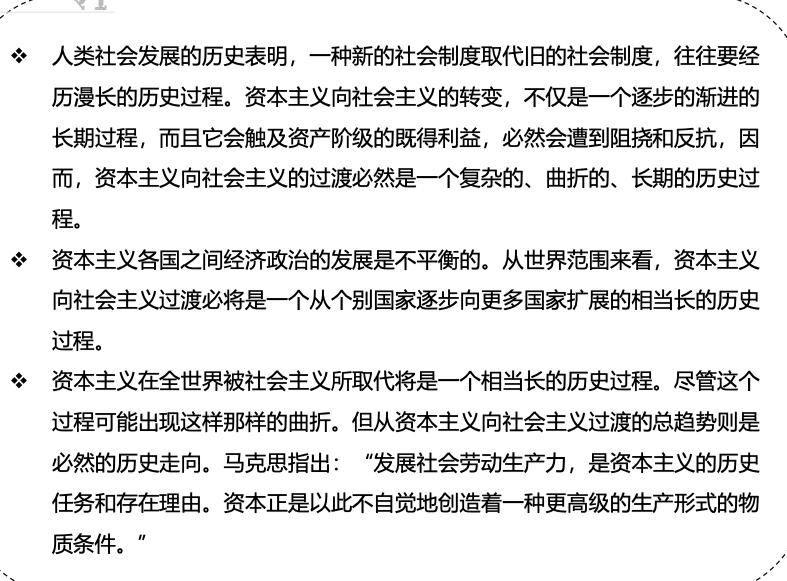 ❖ 人类社会发展的历史表明，一种新的社会制度取代旧的社会制度，往往要经
历漫长的历史过程。资本主义向社会主义的转变，不仅是一个逐步的渐进的
长期过程，而且它会触及资产阶级的既得利益，必然会遭到阻挠和反抗，因
而，资本主义向社会主义的过渡必然是一个复杂的、曲折的、长期的历史过
程。
❖ 资本主义各国之间经济政治的发展是不平衡的。从世界范围来看，资本主义
向社会主义过渡必将是一个从个别国家逐步向更多国家扩展的相当长的历史
过程。
❖ 资本主义在全世界被社会主义所取代将是一个相当长的历史过程。尽管这个
过程可能出现这样那样的曲折。但从资本主义向社会主义过渡的总趋势则是
必然的历史走向。马克思指出：“发展社会劳动生产力，是资本主义的历史
任务和存在理由。资本正是以此不自觉地创造着一种更高级的生产形式的物
质条件。”